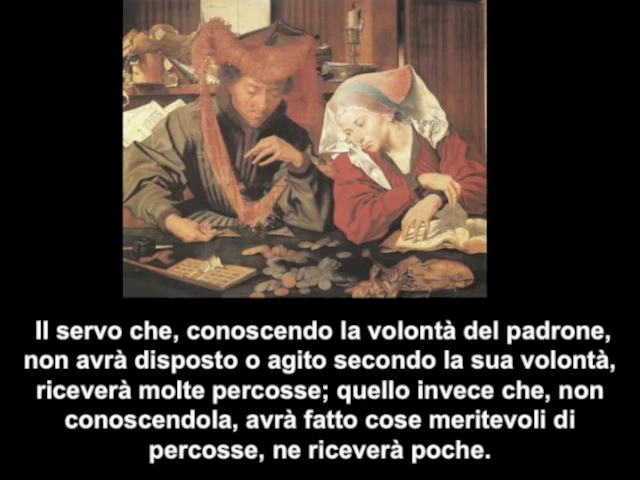 Il servo che, conoscendo la volontà del padrone,
non avrà disposto o agito secondo la sua volontà,
riceverà molte percosse; quello invece che, non
conoscendola, avrà fatto cose meritevoli di
percosse, ne riceverà poche.